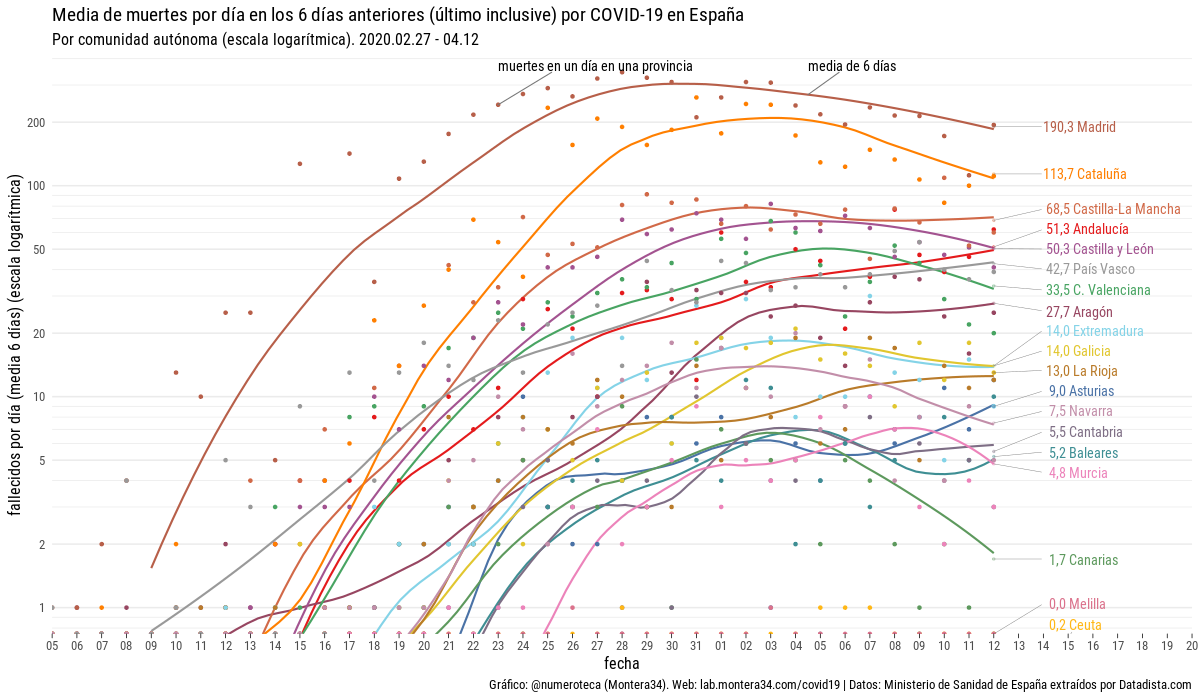 Media de muertes por día en los 6 días anteriores (último inclusive) por COVID-19 en España
Por comunidad autónoma (escala logarítmica). 2020.02.27 - 04.12
muertes en un día en una provincia
media de 6 días
fallecidos por día (media 6 días) (escala logarítmica)
200
100
50
20
10
5
2
1
190,3 Madrid
113,7 Cataluña
68,5 Castilla-La Mancha
51,3 Andalucía
50,3 Castilla y León
42,7 País Vasco
33,5 C. Valenciana
27,7 Aragón
14,0 Extremadura
14,0 Galicia
13,0 La Rioja
9,0 Asturias
7,5 Navarra
5,5 Cantabria
5,2 Baleares
4,8 Murcia
1,7 Canarias
0,0 Melilla
0,2 Ceuta
05 06 07 08 09 10 11 12 13 14 15 16 17 18 19 20 21 22 23 24 25 26 27 28 29 30 31 01 02 03 04 05 06 07 08 09 10 11 12 13 14 15 16 17 18 19 20
fecha
Gráfico: @numeroteca (Montera34). Web: lab.montera34.com/covid19 | Datos: Ministerio de Sanidad de España extraídos por Datadista.com